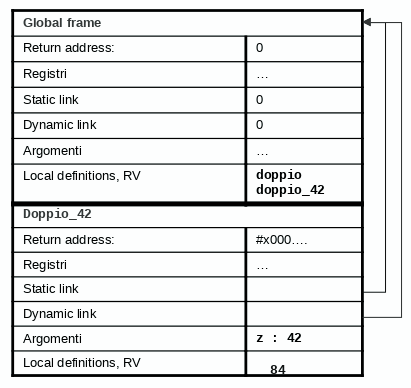 Global frame
Return address: 0
Registri ...
Static link 0
Dynamic link 0
Argomenti ...
Local definitions, RV doppio
doppio_42
Doppio_42
Return address: #x000....
Registri ...
Static link
Dynamic link
Argomenti z : 42
Local definitions, RV 84